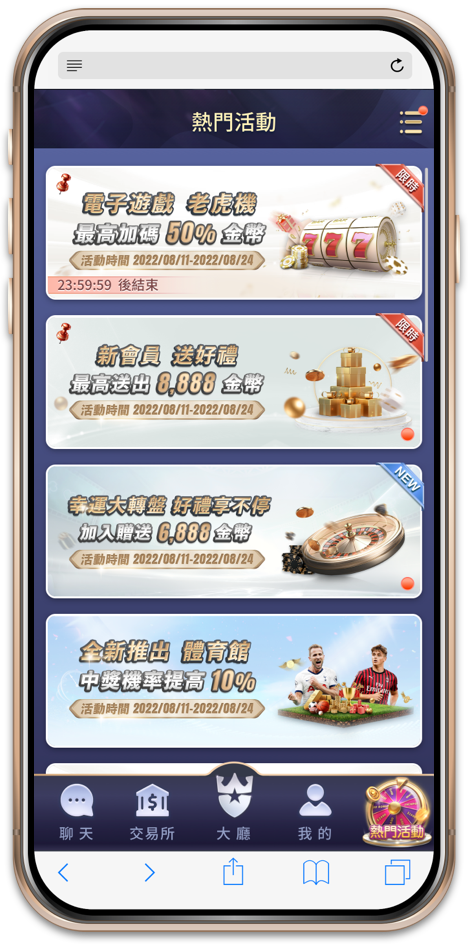 熱門活動
限時
電子遊戲 老虎機
最高加碼 50% 金幣
活動時間 2022/08/11-2022/08/24
23:59:59 後結束
777
限時
新會員 送好禮
最高送出 8,888 金幣
活動時間 2022/08/11-2022/08/24
NEW
幸運大轉盤 好禮享不停
加入贈送 6,888 金幣
活動時間 2022/08/11-2022/08/24
全新推出 體育館
中獎機率提高 10%
活動時間 2022/08/11-2022/08/24
聊天
交易所
大廳
我的
熱門活動